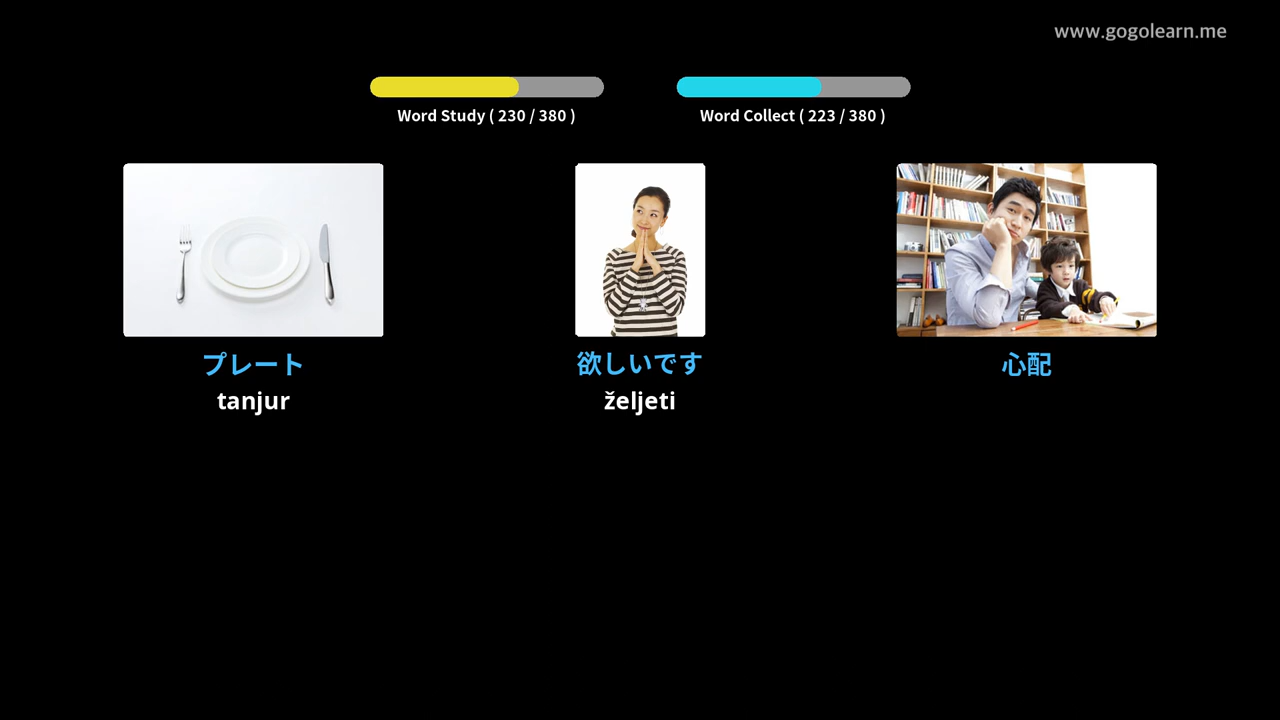 www.gogolearn.me
Word Study ( 230 / 380 )
Word Collect ( 223 / 380 )
プレート
欲しいです
心配
tanjur
željeti